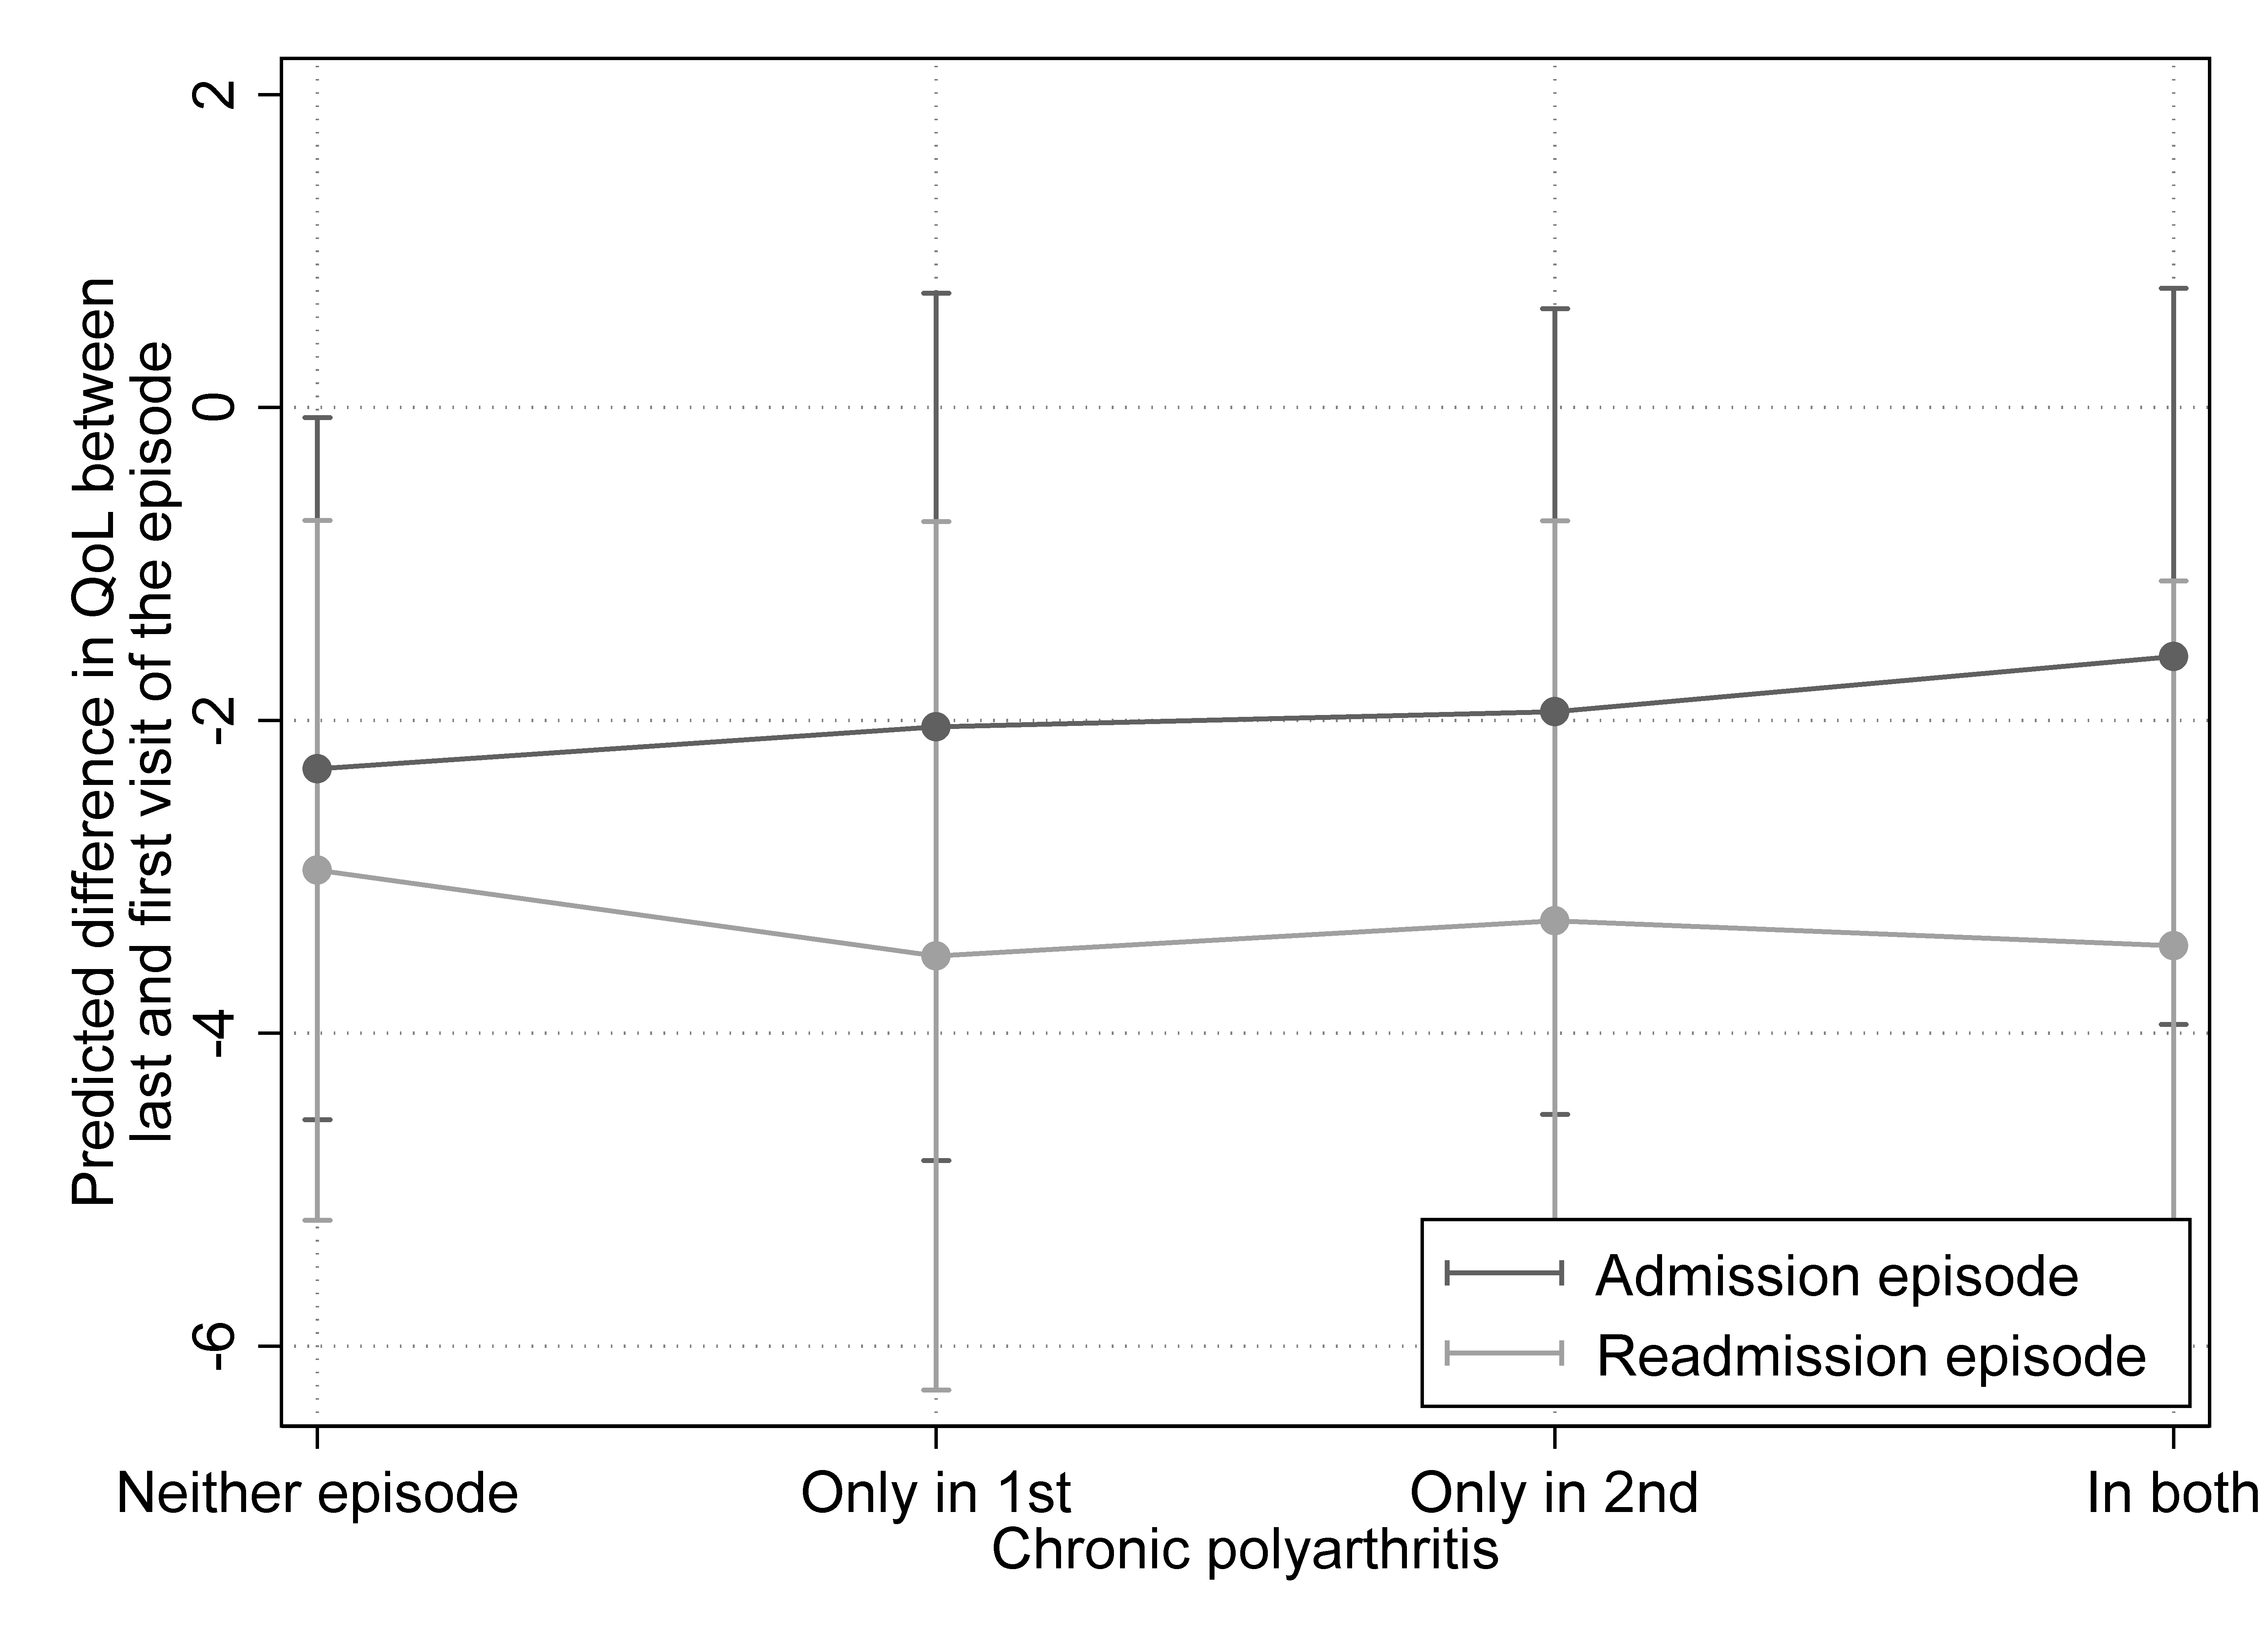 Predicted difference in QoL between
last and first visit of the episode
2
0
-2
-4
-6
Admission episode
Readmission episode
Neither episode
Only in 1st
Only in 2nd
In both
Chronic polyarthritis